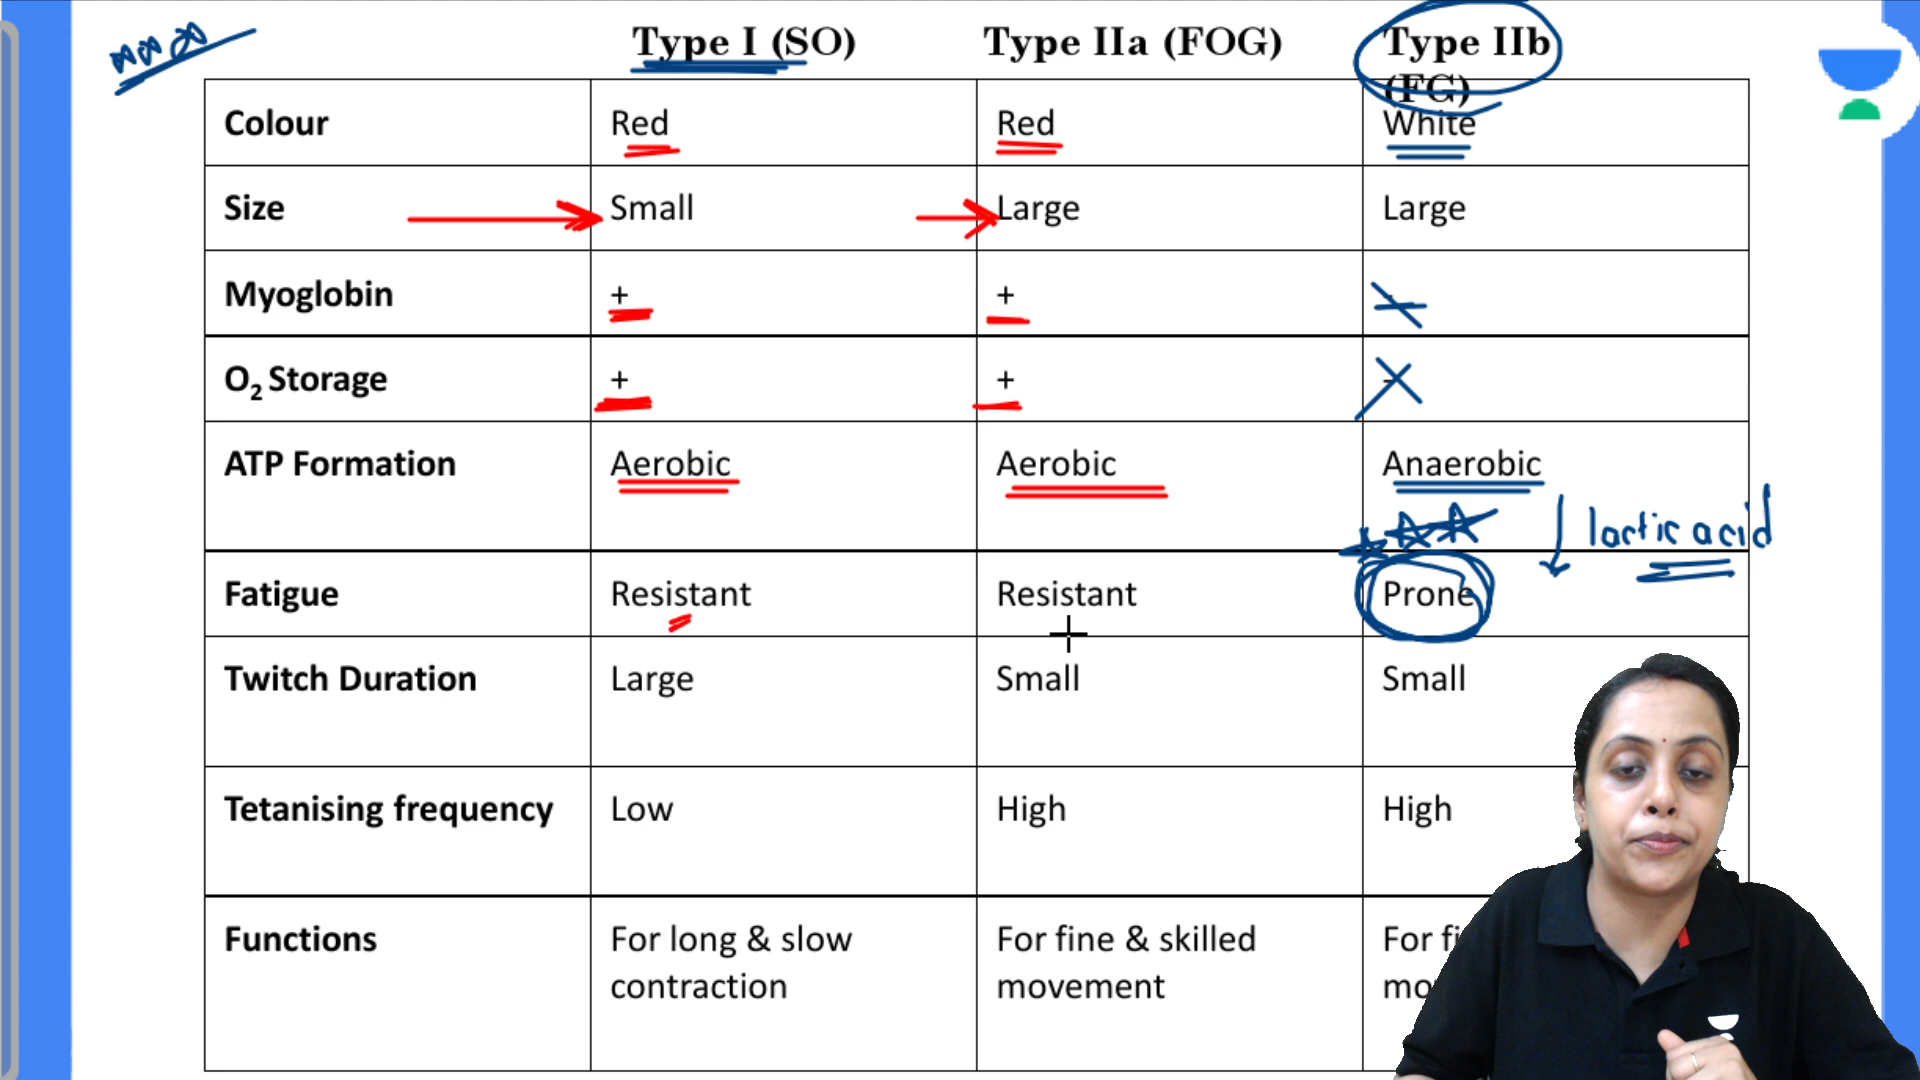 Type I (SO) Type IIa (FOG) Type IIb
(FG)
Colour Red Red White
Size Small Large Large
Myoglobin + +
O2 Storage + +
ATP Formation Aerobic Aerobic Anaerobic
lactic acid
Fatigue Resistant Resistant Prone
Twitch Duration Large Small Small
Tetanising frequency Low High High
Functions For long & slow For fine & skilled For
contraction movement